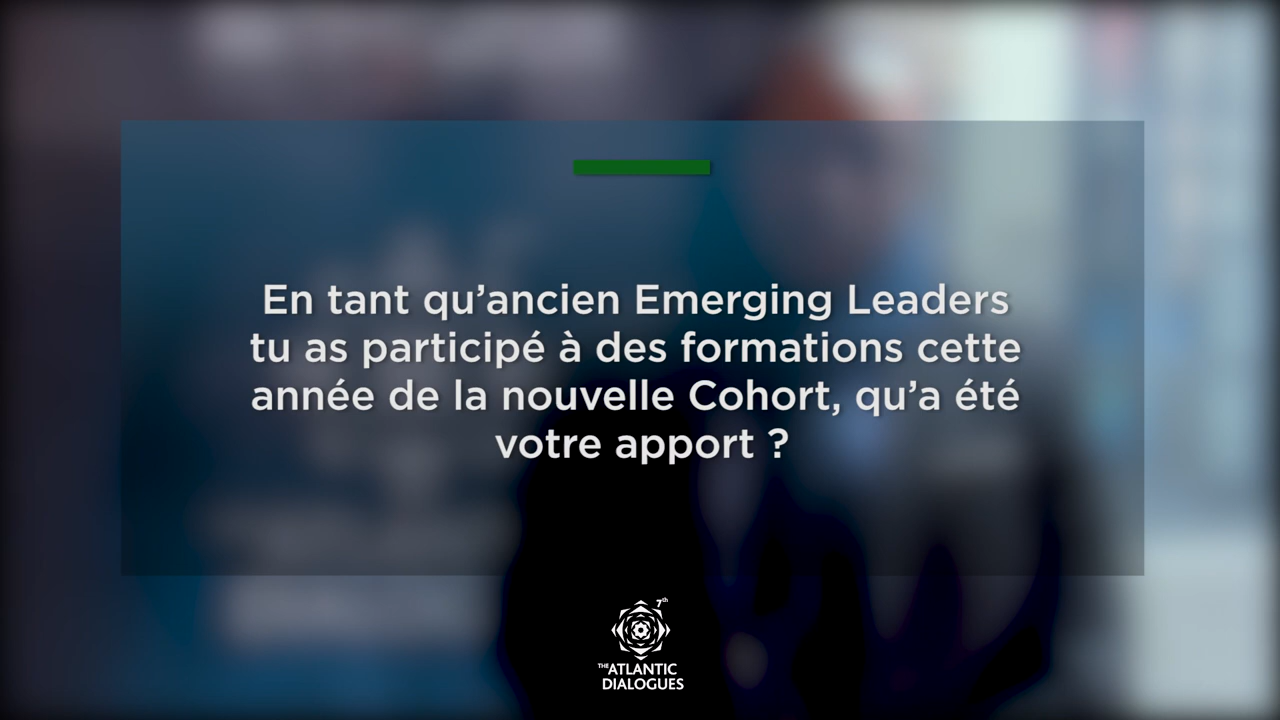 En tant qu’ancien Emerging Leaders
tu as participé à des formations cette
année de la nouvelle Cohort, qu’a été
votre apport ?
7th
THE ATLANTIC
DIALOGUES